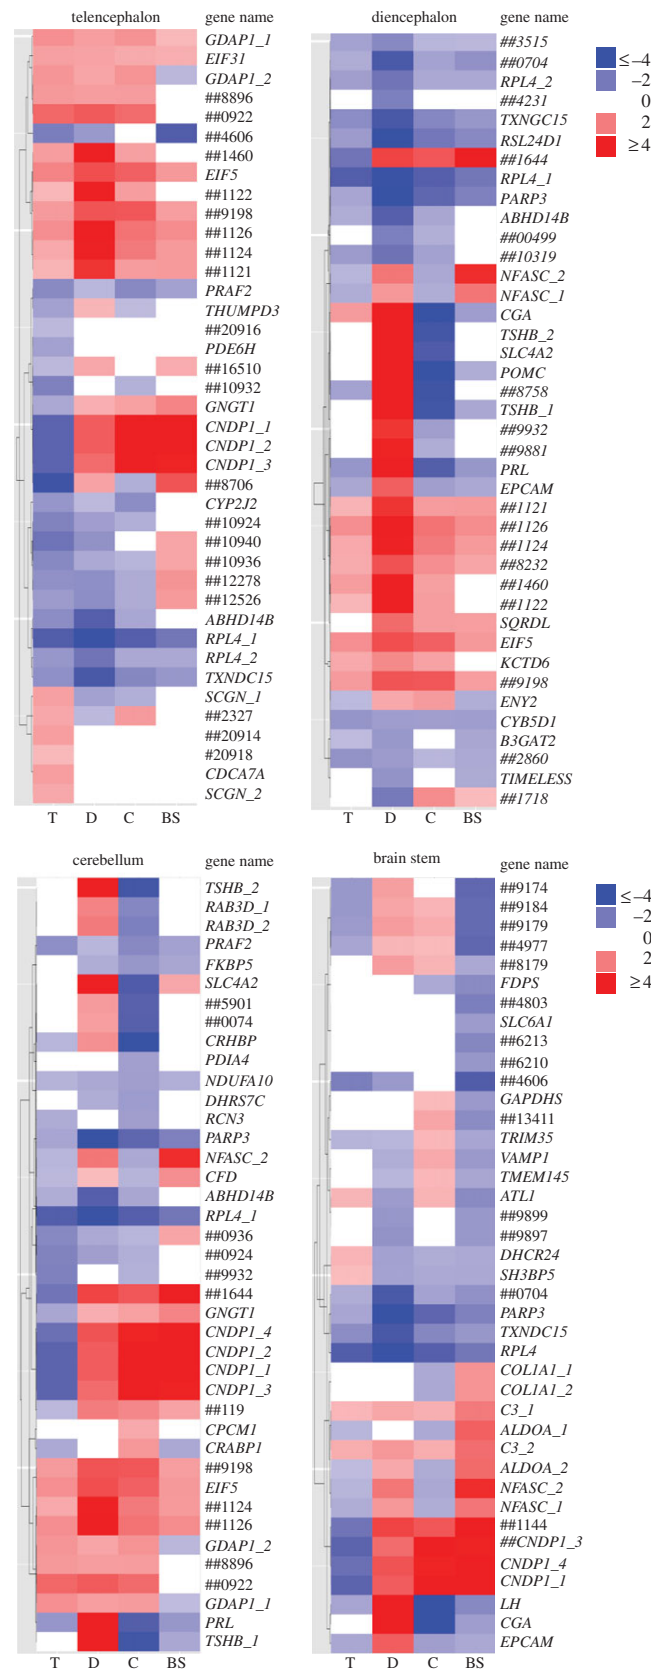 telencephalon
gene name
GDAP1_1
EIF31
GDAP1_2
##8896
##0922
##4606
##1460
EIF5
##1122
##9198
##1126
##1124
##1121
PRAF2
THUMPD3
##20916
PDE6H
##16510
##10932
GNGT1
CNDP1_1
CNDP1_2
CNDP1_3
##8706
CYP2J2
##10924
##10940
##10936
##12278
##12526
ABHD14B
RPL4_1
RPL4_2
TXNDC15
SCGN_1
##2327
##20914
#20918
CDCA7A
SCGN_2
T D C BS
diencephalon
gene name
##3515
##0704
RPL4_2
##4231
TXNGC15
RSL24D1
##1644
RPL4_1
PARP3
ABHD14B
##00499
##10319
NFASC_2
NFASC_1
CGA
TSHB_2
SLC4A2
POMC
##8758
TSHB_1
##9932
##9881
PRL
EPCAM
##1121
##1126
##1124
##8232
##1460
##1122
SQRDL
EIF5
KCTD6
##9198
ENY2
CYB5D1
B3GAT2
##2860
TIMELESS
##1718
T D C BS
≤−4
−2
0
2
≥4
cerebellum
gene name
TSHB_2
RAB3D_1
RAB3D_2
PRAF2
FKBP5
SLC4A2
##5901
##0074
CRHBP
PDIA4
NDUFA10
DHRS7C
RCN3
PARP3
NFASC_2
CFD
ABHD14B
RPL4_1
##0936
##0924
##9932
##1644
GNGT1
CNDP1_4
CNDP1_2
CNDP1_1
CNDP1_3
##119
CPCM1
CRABP1
##9198
EIF5
##1124
##1126
GDAP1_2
##8896
##0922
GDAP1_1
PRL
TSHB_1
T D C BS
brain stem
gene name
##9174
##9184
##9179
##4977
##8179
FDPS
##4803
SLC6A1
##6213
##6210
##4606
GAPDHS
##13411
TRIM35
VAMP1
TMEM145
ATL1
##9899
##9897
DHCR24
SH3BP5
##0704
PARP3
TXNDC15
RPL4
COL1A1_1
COL1A1_2
C3_1
ALDOA_1
C3_2
ALDOA_2
NFASC_2
NFASC_1
##1144
##CNDP1_3
CNDP1_4
CNDP1_1
LH
CGA
EPCAM
T D C BS
≤−4
−2
0
2
≥4